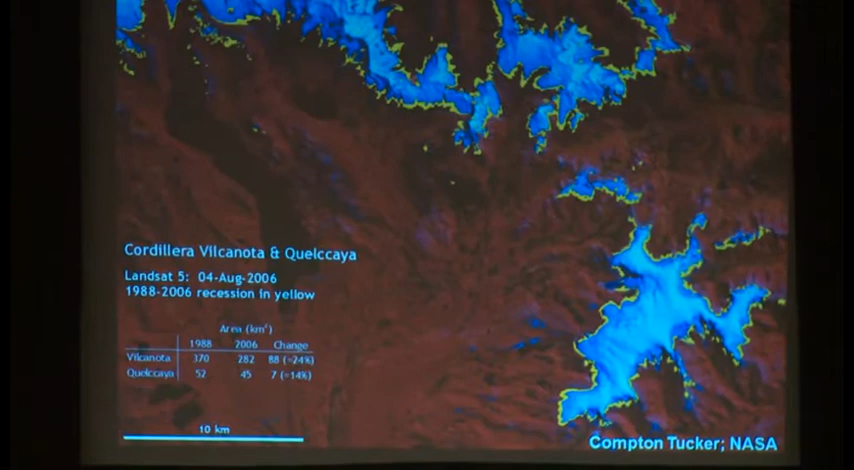 Cordillera Vilcanota & Quelccaya
Landsat 5: 04-Aug-2006
1988-2006 recession in yellow
Area (km²)
1988 2006 Change
Vilcanota 370 282 88 (-24%)
Quelccaya 52 45 7 (-14%)
10 km
Compton Tucker; NASA